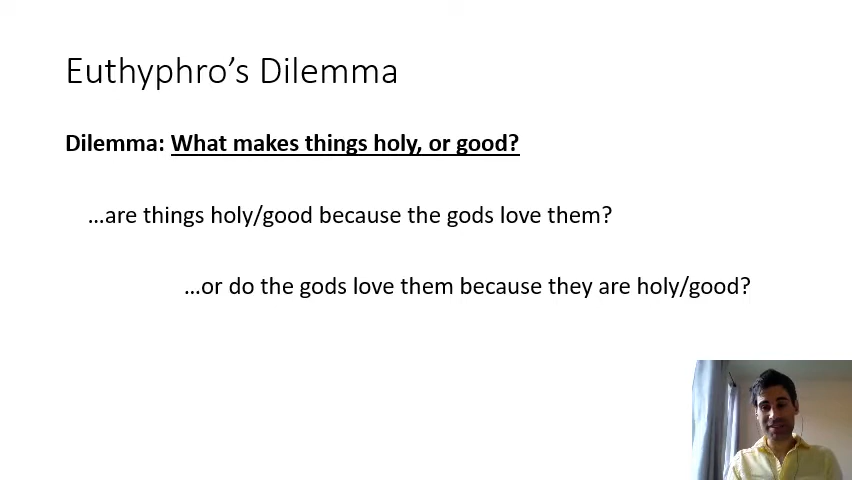 Euthyphro’s Dilemma
Dilemma: What makes things holy, or good?
…are things holy/good because the gods love them?
…or do the gods love them because they are holy/good?